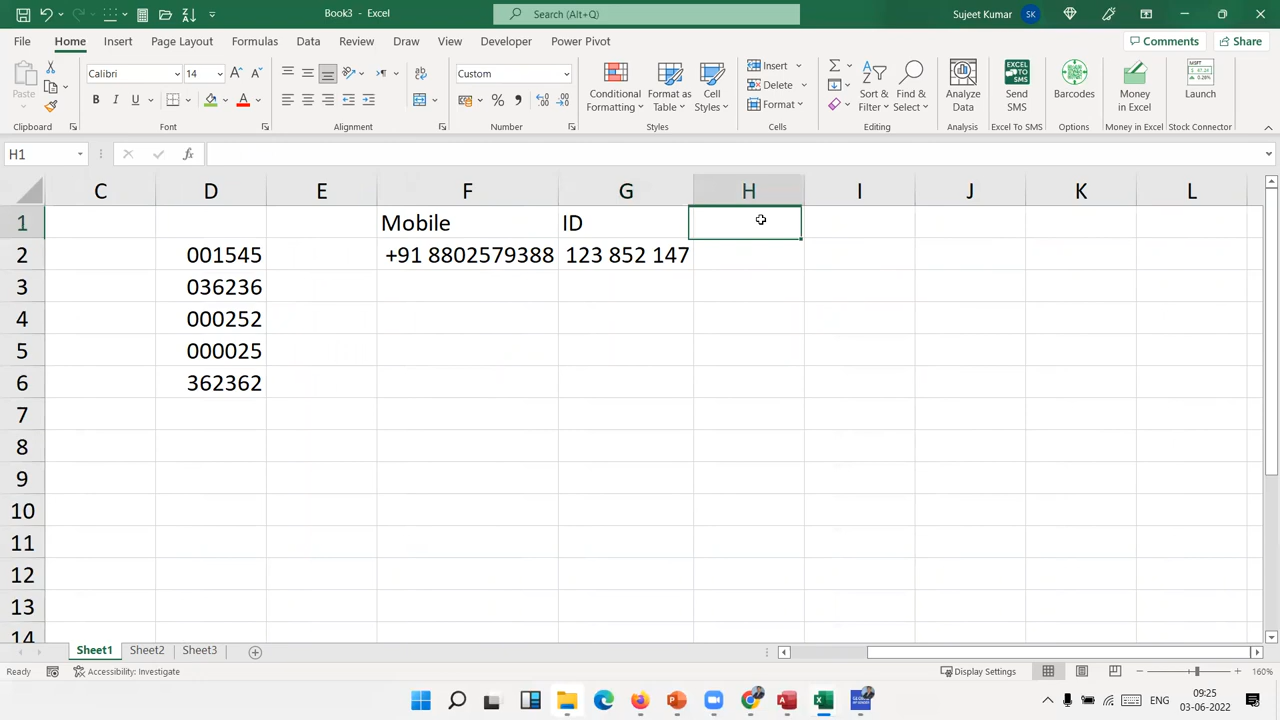 Book3 - Excel
Search (Alt+Q)
Sujeet Kumar
SK
File Home Insert Page Layout Formulas Data Review View Draw Developer Power Pivot
Comments
Share
Paste
Calibri
14
B I U
Custom
Conditional Formatting
Format as Table
Cell Styles
Insert
Delete
Format
Sort & Filter
Find & Select
Analyze Data
Send SMS
Barcodes
Money in Excel
Launch
Clipboard
Font
Alignment
Number
Styles
Cells
Editing
Analysis
Excel To SMS
Options
Money in Excel
Stock Connector
H1
fx
C D E F G H I J K L
1 Mobile ID
2 001545 +91 8802579388 123 852 147
3 036236
4 000252
5 000025
6 362362
7
8
9
10
11
12
13
14
Sheet1 Sheet2 Sheet3
Ready
Accessibility: Investigate
Display Settings
160%
ENG
09:25
03-06-2022